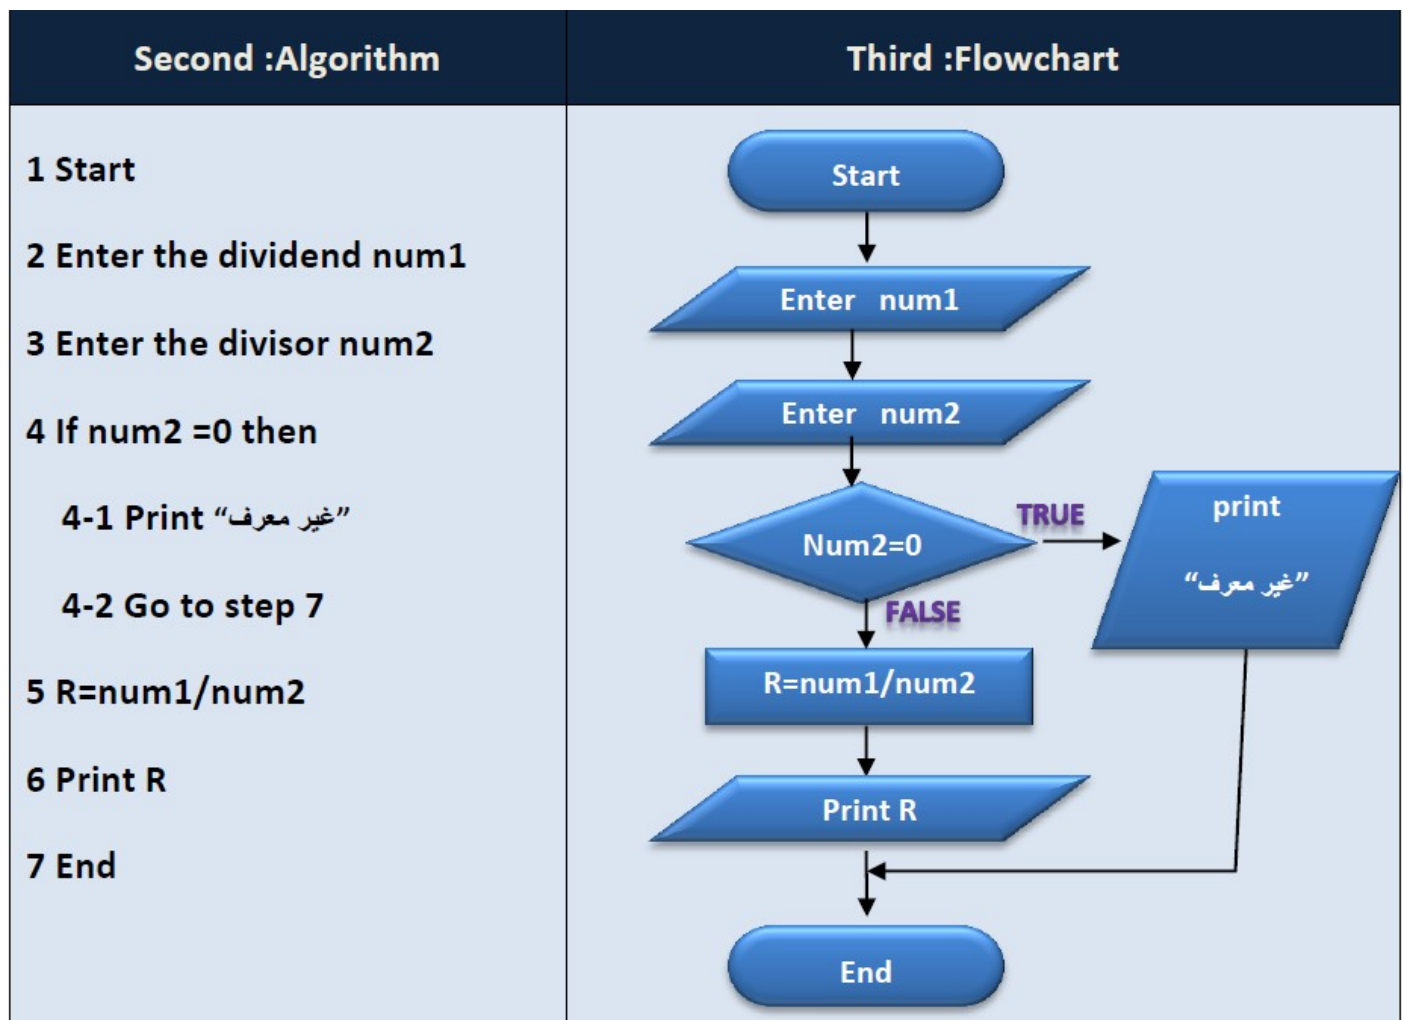 Second :Algorithm
1 Start
2 Enter the dividend num1
3 Enter the divisor num2
4 If num2 =0 then
4-1 Print “غير معرف”
4-2 Go to step 7
5 R=num1/num2
6 Print R
7 End
Third :Flowchart
Start
Enter num1
Enter num2
Num2=0
TRUE
print
“غير معرف”
FALSE
R=num1/num2
Print R
End